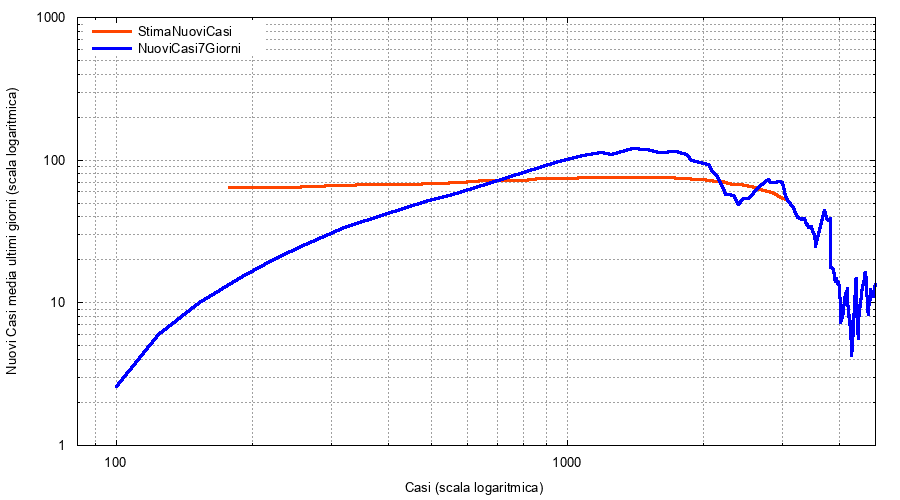 1000
StimaNuoviCasi
NuoviCasi7Giorni
100
10
1
100
1000
Nuovi Casi media ultimi giorni (scala logaritmica)
Casi (scala logaritmica)